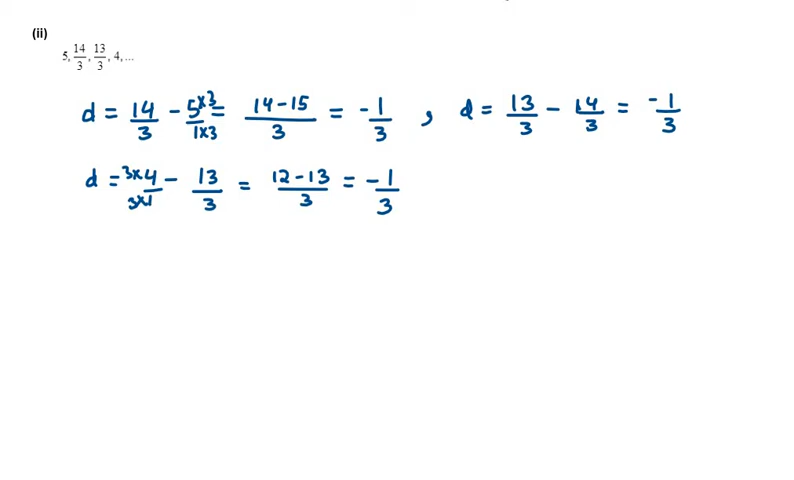 (ii)
5, 14/3, 13/3, 4, ...
d = 14/3 - 5×3/1×3 = 14-15/3 = -1/3 , d = 13/3 - 14/3 = -1/3
d = 3×4/3×1 - 13/3 = 12-13/3 = -1/3